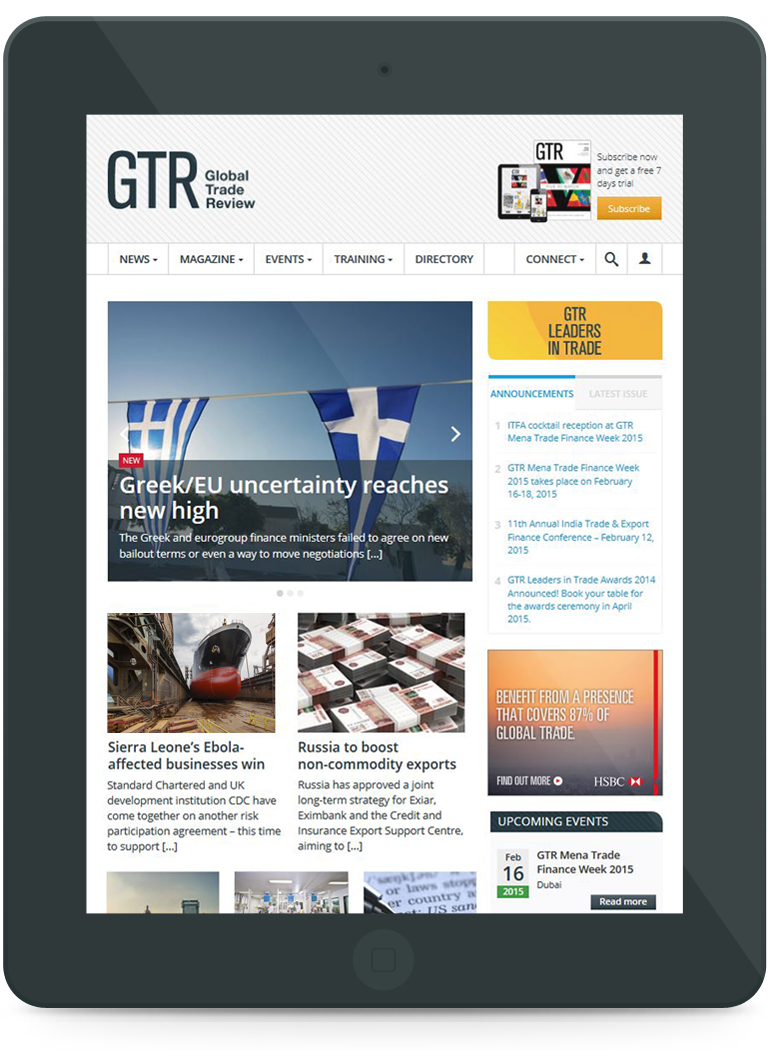 GTR Global
Trade
Review
GTR
Subscribe now
and get a free 7
days trial
Subscribe
NEWS
MAGAZINE
EVENTS
TRAINING
DIRECTORY
CONNECT
NEW
Greek/EU uncertainty reaches
new high
The Greek and eurogroup finance ministers failed to agree on new
bailout terms or even a way to move negotiations [...]
GTR
LEADERS
IN TRADE
ANNOUNCEMENTS
LATEST ISSUE
1 ITFA cocktail reception at GTR
Mena Trade Finance Week 2015
2 GTR Mena Trade Finance Week
2015 takes place on February
16-18, 2015
3 11th Annual India Trade & Export
Finance Conference – February 12,
2015
4 GTR Leaders in Trade Awards 2014
Announced! Book your table for
the awards ceremony in April
2015.
Sierra Leone's Ebola-
affected businesses win
Standard Chartered and UK
development institution CDC have
come together on another risk
participation agreement – this time
to support [...]
Russia to boost
non-commodity exports
Russia has approved a joint
long-term strategy for Exiar,
Eximbank and the Credit and
Insurance Export Support Centre,
aiming to [...]
BENEFIT FROM A PRESENCE
THAT COVERS 87% OF
GLOBAL TRADE.
FIND OUT MORE
HSBC
UPCOMING EVENTS
Feb
16
2015
GTR Mena Trade
Finance Week 2015
Dubai
Read more
or laws stopp
er country a
US san